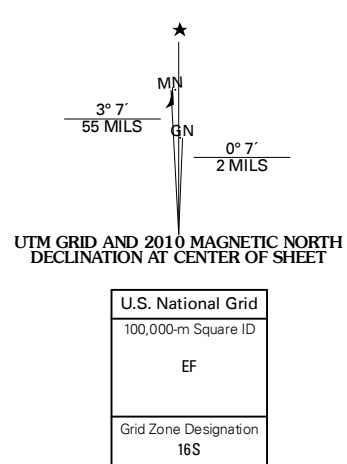 ★
MN
3° 7′
55 MILS
GN
0° 7′
2 MILS
UTM GRID AND 2010 MAGNETIC NORTH
DECLINATION AT CENTER OF SHEET
U.S. National Grid
100,000-m Square ID
EF
Grid Zone Designation
16S